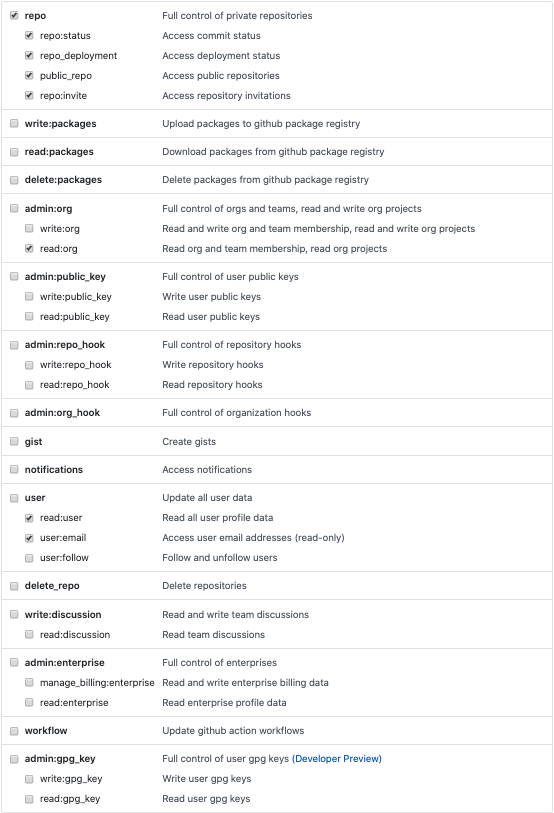 repo Full control of private repositories
repo:status Access commit status
repo_deployment Access deployment status
public_repo Access public repositories
repo:invite Access repository invitations
write:packages Upload packages to github package registry
read:packages Download packages from github package registry
delete:packages Delete packages from github package registry
admin:org Full control of orgs and teams, read and write org projects
write:org Read and write org and team membership, read and write org projects
read:org Read org and team membership, read org projects
admin:public_key Full control of user public keys
write:public_key Write user public keys
read:public_key Read user public keys
admin:repo_hook Full control of repository hooks
write:repo_hook Write repository hooks
read:repo_hook Read repository hooks
admin:org_hook Full control of organization hooks
gist Create gists
notifications Access notifications
user Update all user data
read:user Read all user profile data
user:email Access user email addresses (read-only)
user:follow Follow and unfollow users
delete_repo Delete repositories
write:discussion Read and write team discussions
read:discussion Read team discussions
admin:enterprise Full control of enterprises
manage_billing:enterprise Read and write enterprise billing data
read:enterprise Read enterprise profile data
workflow Update github action workflows
admin:gpg_key Full control of user gpg keys (Developer Preview)
write:gpg_key Write user gpg keys
read:gpg_key Read user gpg keys